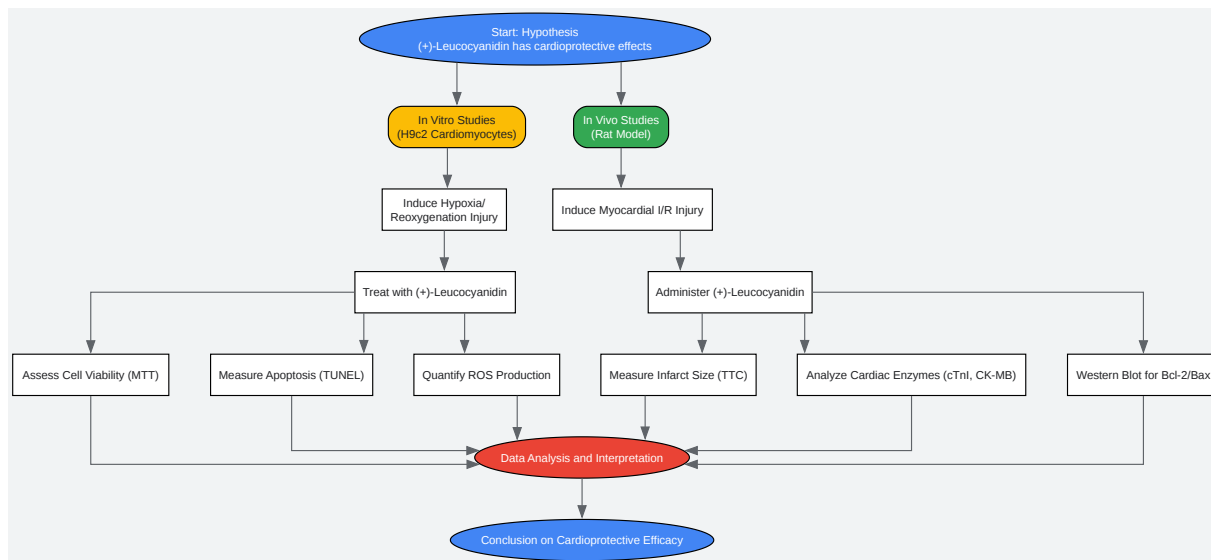 Start: Hypothesis
(+)-Leucocyanidin has cardioprotective effects
In Vitro Studies
(H9c2 Cardiomyocytes)
In Vivo Studies
(Rat Model)
Induce Hypoxia/
Reoxygenation Injury
Induce Myocardial I/R Injury
Treat with (+)-Leucocyanidin
Administer (+)-Leucocyanidin
Assess Cell Viability (MTT)
Measure Apoptosis (TUNEL)
Quantify ROS Production
Measure Infarct Size (TTC)
Analyze Cardiac Enzymes (cTnI, CK-MB)
Western Blot for Bcl-2/Bax
Data Analysis and Interpretation
Conclusion on Cardioprotective Efficacy